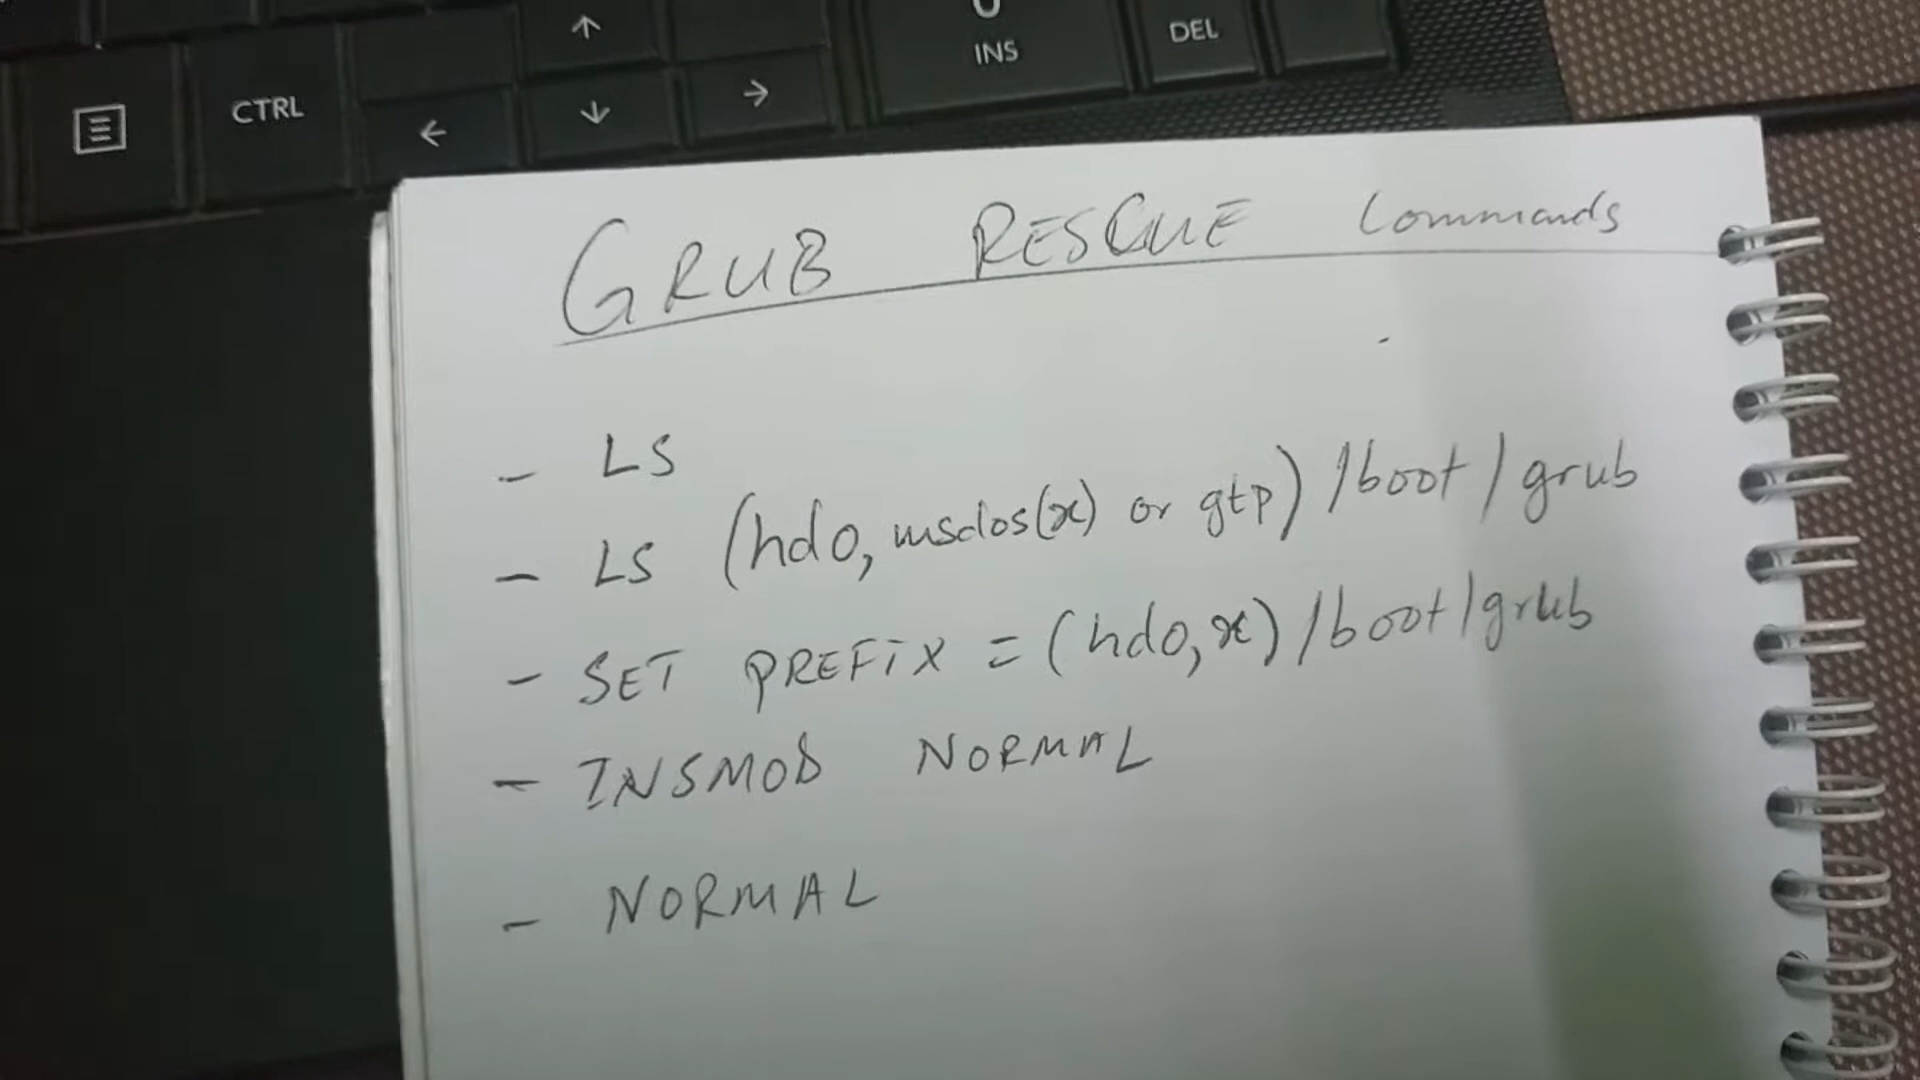 ↑
INS
DEL
CTRL
←
↓
→
GRUB RESCUE Commands
- LS
- LS (hd0, msdos(x) or gtp) /boot/grub
- SET PREFIX = (hd0,x)/boot/grub
- INSMOD NORMAL
- NORMAL